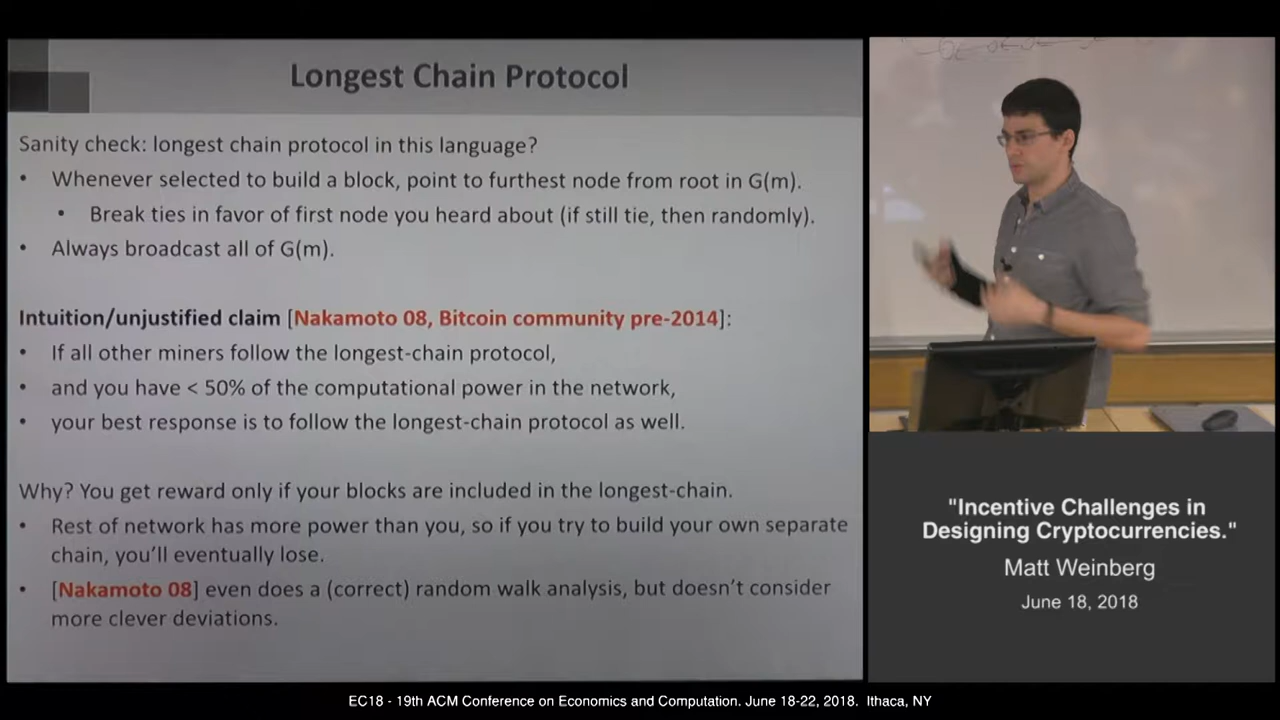 Longest Chain Protocol
Sanity check: longest chain protocol in this language?
• Whenever selected to build a block, point to furthest node from root in G(m).
• Break ties in favor of first node you heard about (if still tie, then randomly).
• Always broadcast all of G(m).
Intuition/unjustified claim [Nakamoto 08, Bitcoin community pre-2014]:
• If all other miners follow the longest-chain protocol,
• and you have < 50% of the computational power in the network,
• your best response is to follow the longest-chain protocol as well.
Why? You get reward only if your blocks are included in the longest-chain.
• Rest of network has more power than you, so if you try to build your own separate
chain, you'll eventually lose.
• [Nakamoto 08] even does a (correct) random walk analysis, but doesn't consider
more clever deviations.
"Incentive Challenges in
Designing Cryptocurrencies."
Matt Weinberg
June 18, 2018
EC18 - 19th ACM Conference on Economics and Computation. June 18-22, 2018. Ithaca, NY